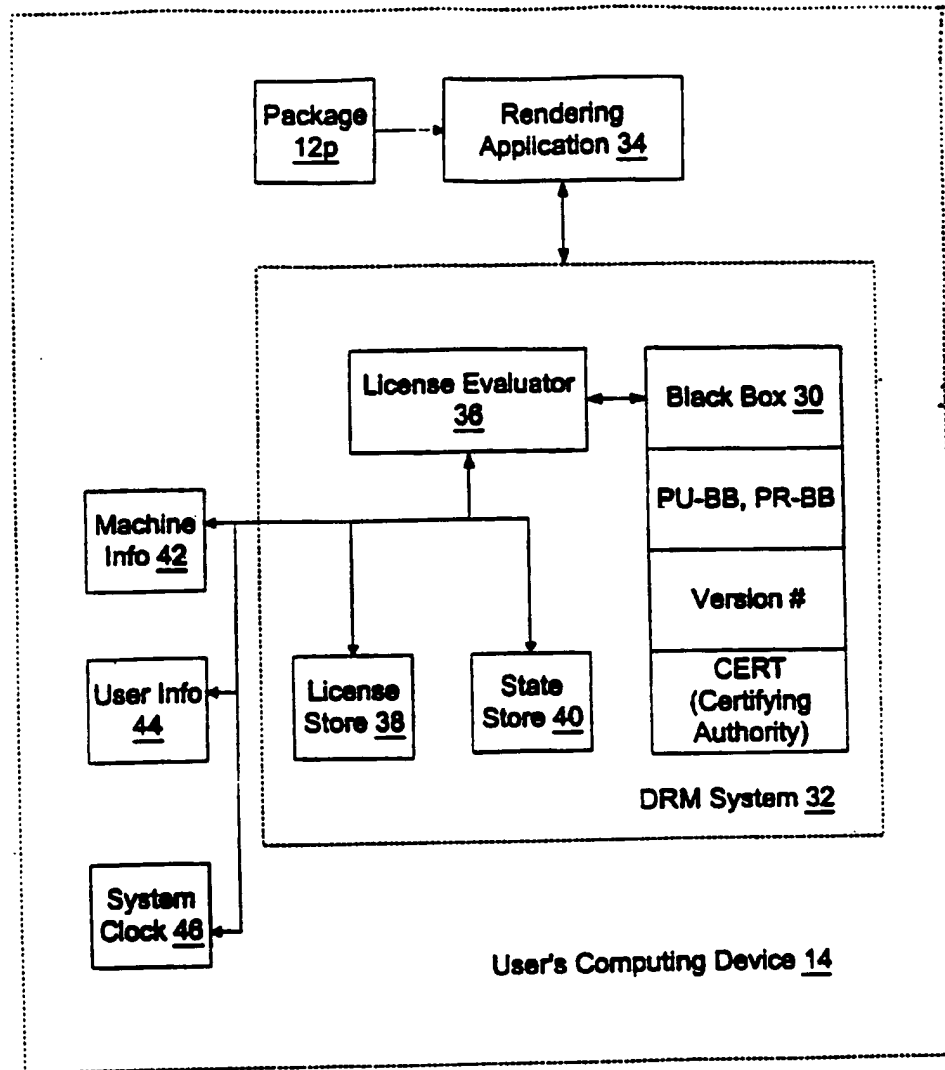 Package
12p
Rendering
Application 34
License Evaluator
36
Black Box 30
PU-BB, PR-BB
Version #
CERT
(Certifying
Authority)
Machine
Info 42
User Info
44
System
Clock 46
License
Store 38
State
Store 40
DRM System 32
User's Computing Device 14